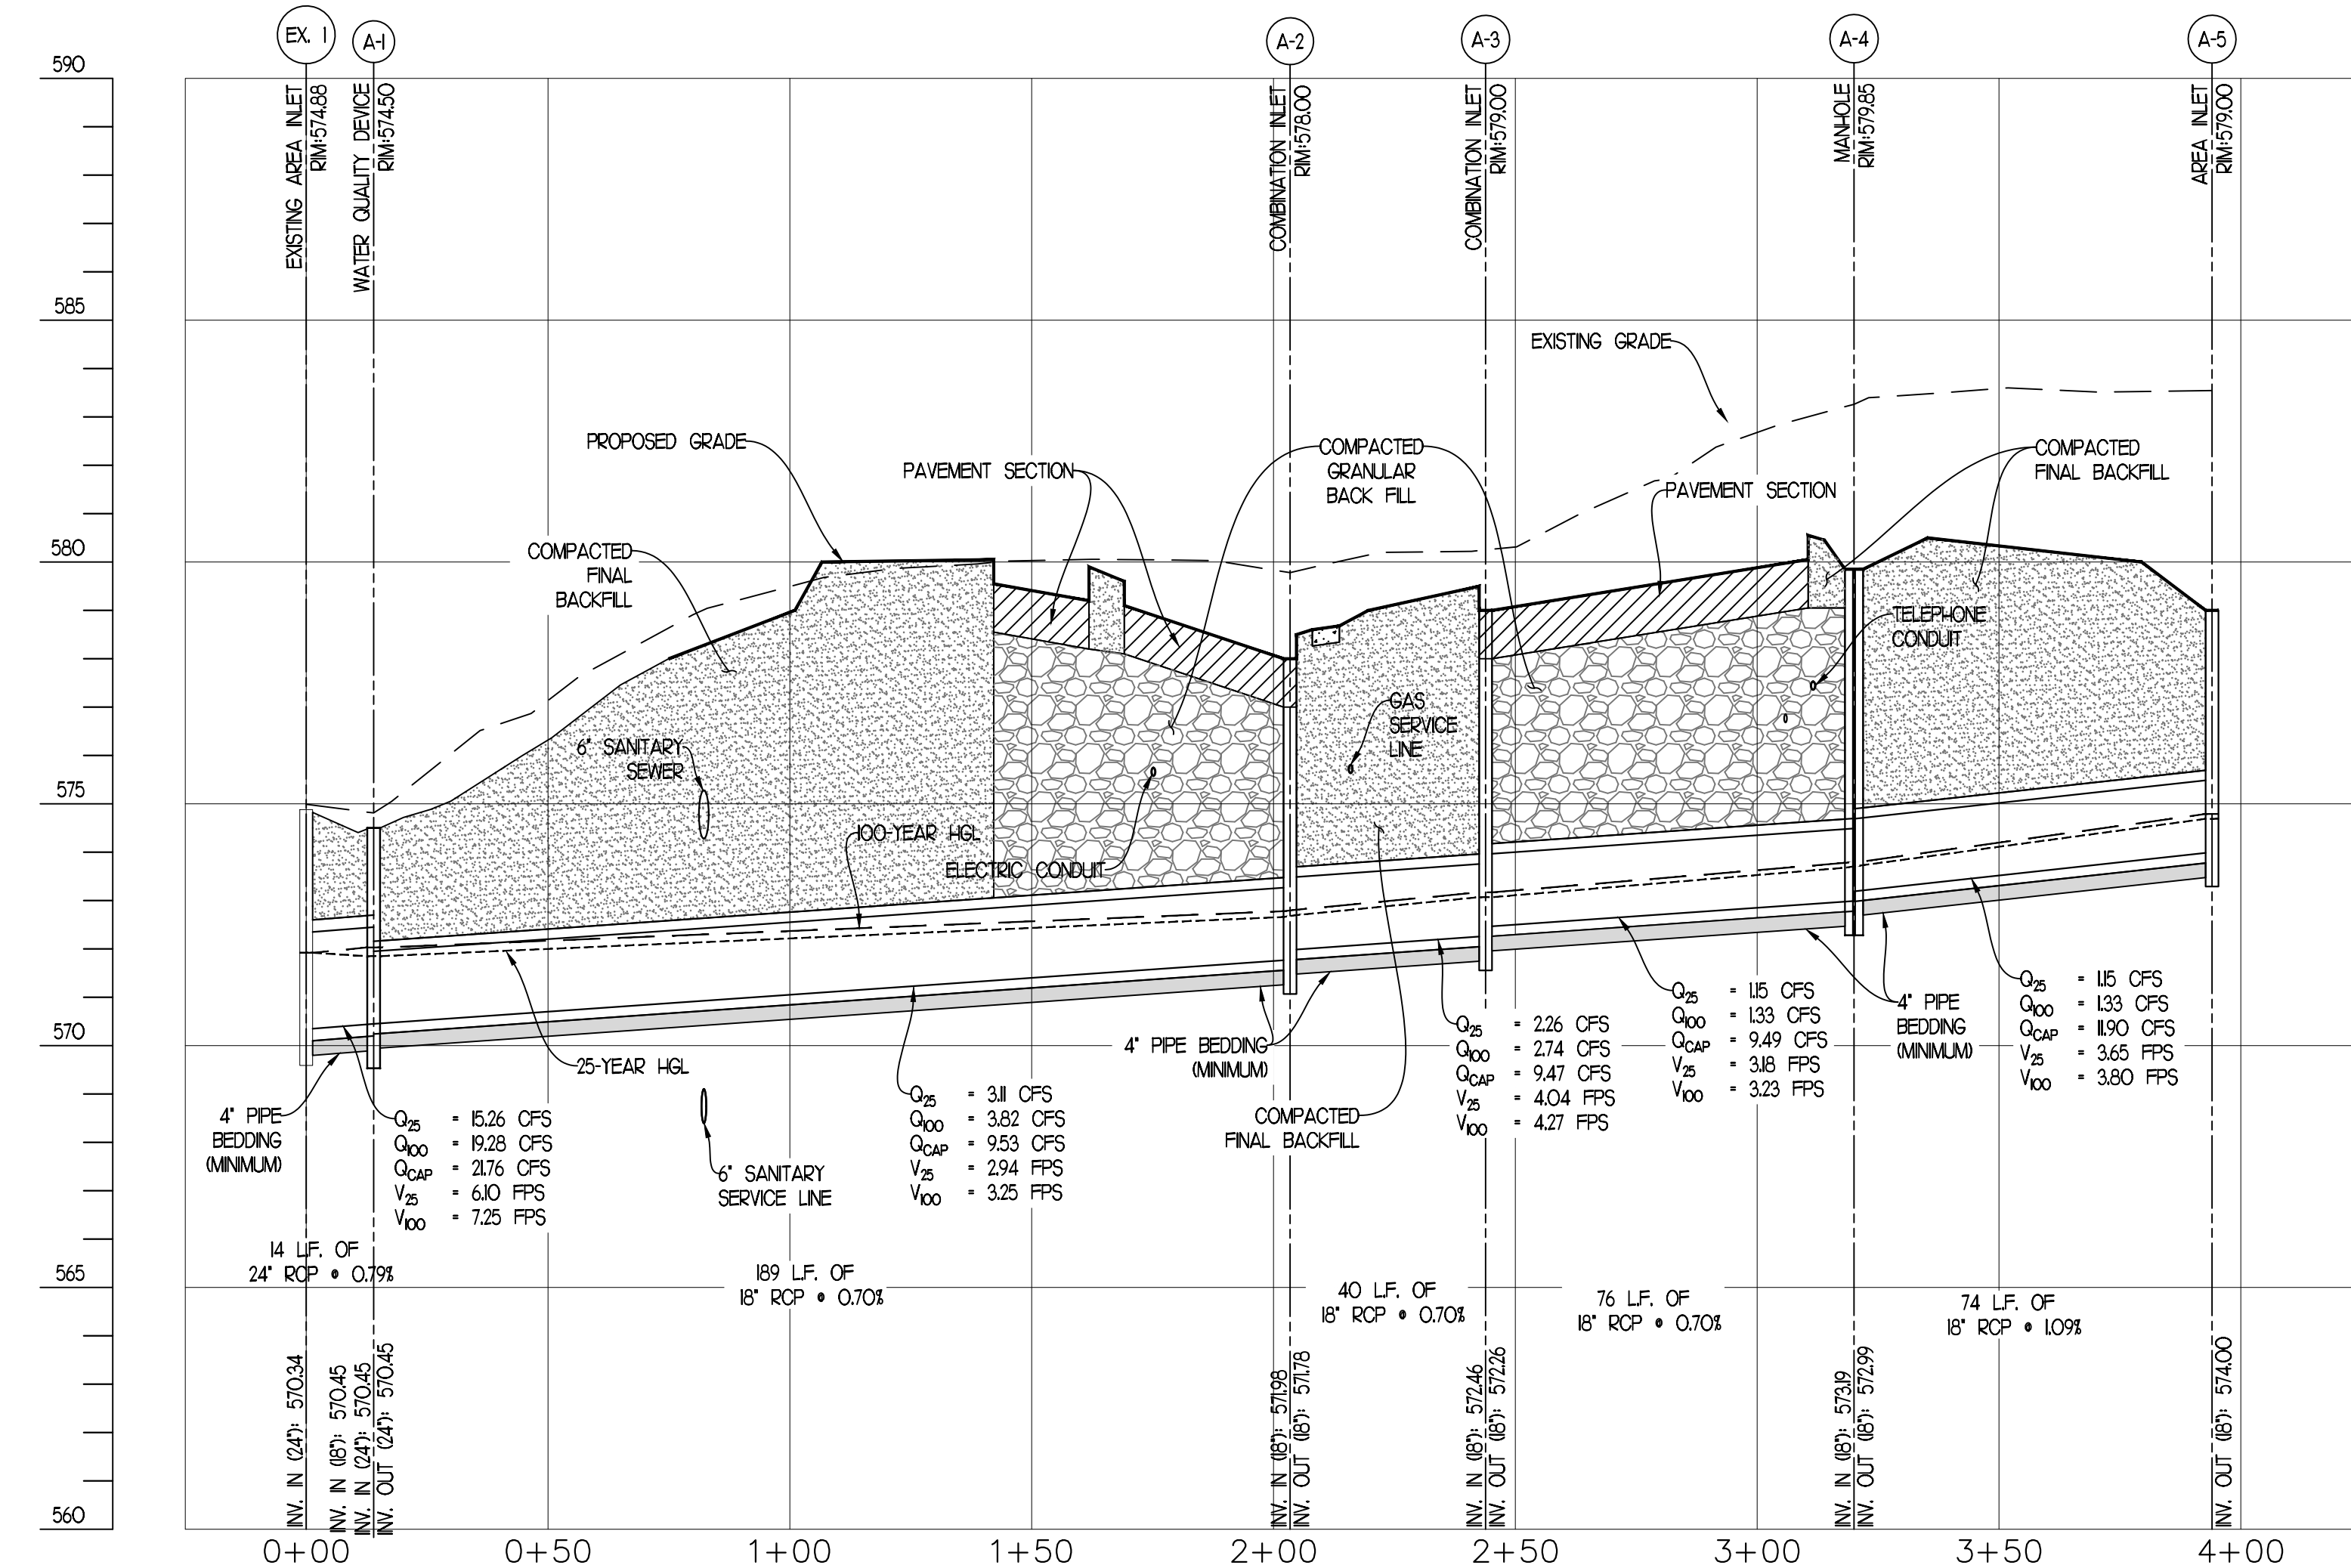 EX. 1
A-1
A-2
A-3
A-4
A-5
590
585
580
575
570
565
560
EXISTING AREA INLET
RIM:574.88
WATER QUALITY DEVICE
RIM:574.50
COMBINATION INLET
RIM:578.00
COMBINATION INLET
RIM:579.00
MANHOLE
RIM:579.85
AREA INLET
RIM:579.00
EXISTING GRADE
PROPOSED GRADE
PAVEMENT SECTION
COMPACTED
GRANULAR
BACK FILL
PAVEMENT SECTION
COMPACTED
FINAL BACKFILL
COMPACTED
FINAL
BACKFILL
TELEPHONE
CONDUIT
GAS
SERVICE
LINE
6" SANITARY
SEWER
100-YEAR HGL
ELECTRIC CONDUIT
25-YEAR HGL
4" PIPE BEDDING
(MINIMUM)
COMPACTED
FINAL BACKFILL
4" PIPE
BEDDING
(MINIMUM)
4" PIPE
BEDDING
(MINIMUM)
6" SANITARY
SERVICE LINE
Q25 = 15.26 CFS
Q100 = 19.28 CFS
QCAP = 21.76 CFS
V25 = 6.10 FPS
V100 = 7.25 FPS
Q25 = 3.11 CFS
Q100 = 3.82 CFS
QCAP = 9.53 CFS
V25 = 2.94 FPS
V100 = 3.25 FPS
Q25 = 2.26 CFS
Q100 = 2.74 CFS
QCAP = 9.47 CFS
V25 = 4.04 FPS
V100 = 4.27 FPS
Q25 = 1.15 CFS
Q100 = 1.33 CFS
QCAP = 9.49 CFS
V25 = 3.18 FPS
V100 = 3.23 FPS
Q25 = 1.15 CFS
Q100 = 1.33 CFS
QCAP = 11.90 CFS
V25 = 3.65 FPS
V100 = 3.80 FPS
14 L.F. OF
24" RCP @ 0.79%
189 L.F. OF
18" RCP @ 0.70%
40 L.F. OF
18" RCP @ 0.70%
76 L.F. OF
18" RCP @ 0.70%
74 L.F. OF
18" RCP @ 1.09%
INV. IN (24"): 570.34
INV. IN (18"): 570.45
INV. IN (24"): 570.45
INV. OUT (24"): 570.45
INV. IN (18"): 571.98
INV. OUT (18"): 571.78
INV. IN (18"): 572.46
INV. OUT (18"): 572.26
INV. IN (18"): 573.19
INV. OUT (18"): 572.99
INV. OUT (18"): 574.00
0+00
0+50
1+00
1+50
2+00
2+50
3+00
3+50
4+00